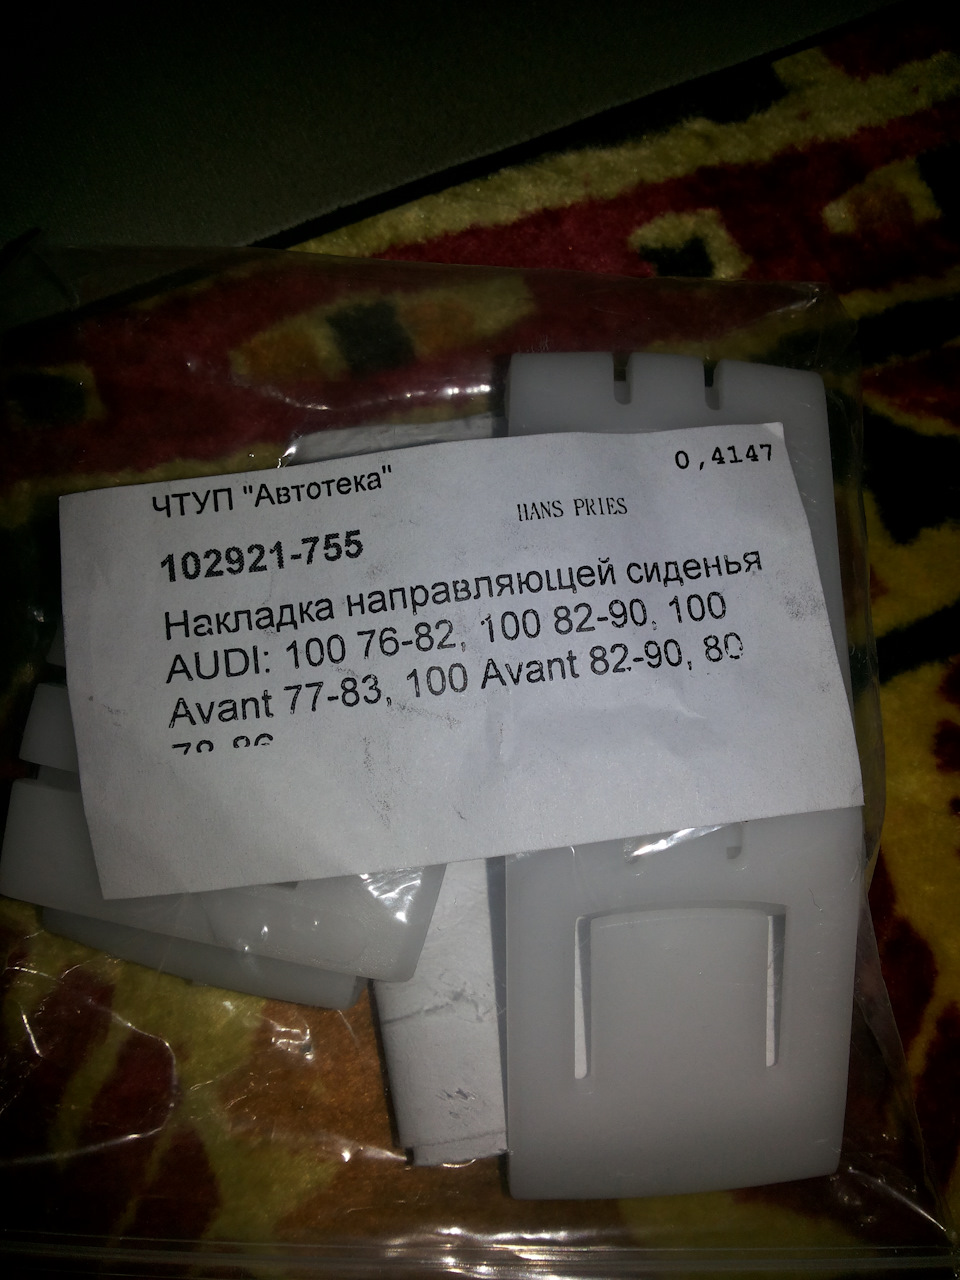 0,4147
ЧТУП "Автотека"
HANS PRIES
102921-755
Накладка направляющей сиденья
AUDI: 100 76-82, 100 82-90, 100
Avant 77-83, 100 Avant 82-90, 80